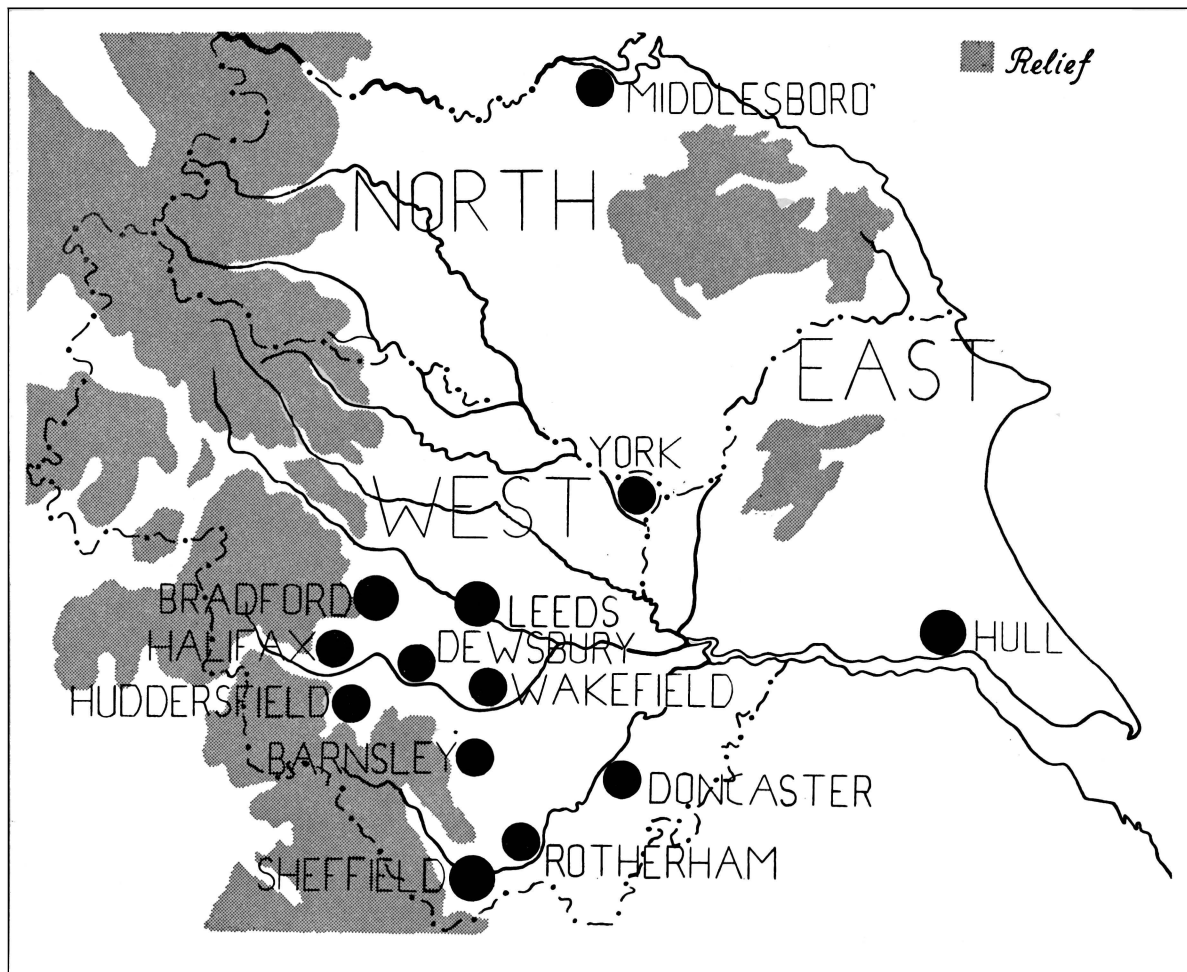 Relief
MIDDLESBORO'
NORTH
EAST
YORK
WEST
BRADFORD
LEEDS
HALIFAX
DEWSBURY
HULL
HUDDERSFIELD
WAKEFIELD
BARNSLEY
DONCASTER
ROTHERHAM
SHEFFIELD